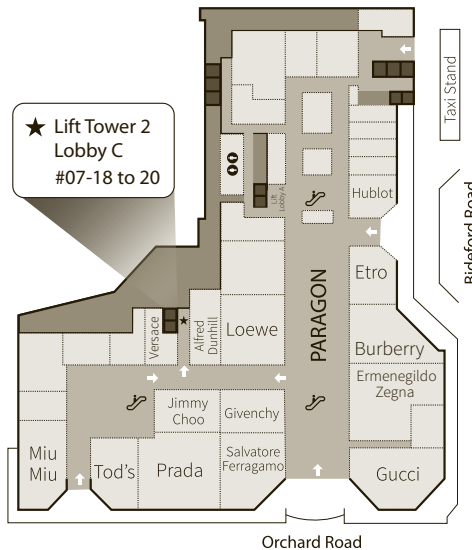 Taxi Stand
★ Lift Tower 2
Lobby C
#07-18 to 20
Lift
Lobby A
Hublot
Bideford Road
Etro
PARAGON
Versace
Alfred
Dunhill
Loewe
Burberry
Ermenegildo
Zegna
Jimmy
Choo
Givenchy
Miu
Miu
Tod's
Prada
Salvatore
Ferragamo
Gucci
Orchard Road